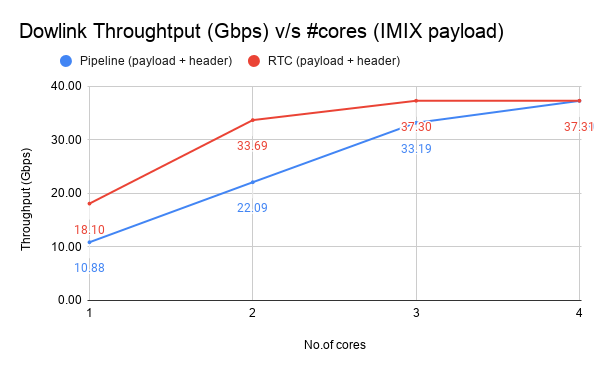 Dowlink Throughtput (Gbps) v/s #cores (IMIX payload)
Pipeline (payload + header) RTC (payload + header)
40.00
30.00
20.00
10.00
0.00
Throughput (Gbps)
18.10
33.69
37.30
37.31
10.88
22.09
33.19
1 2 3 4
No.of cores